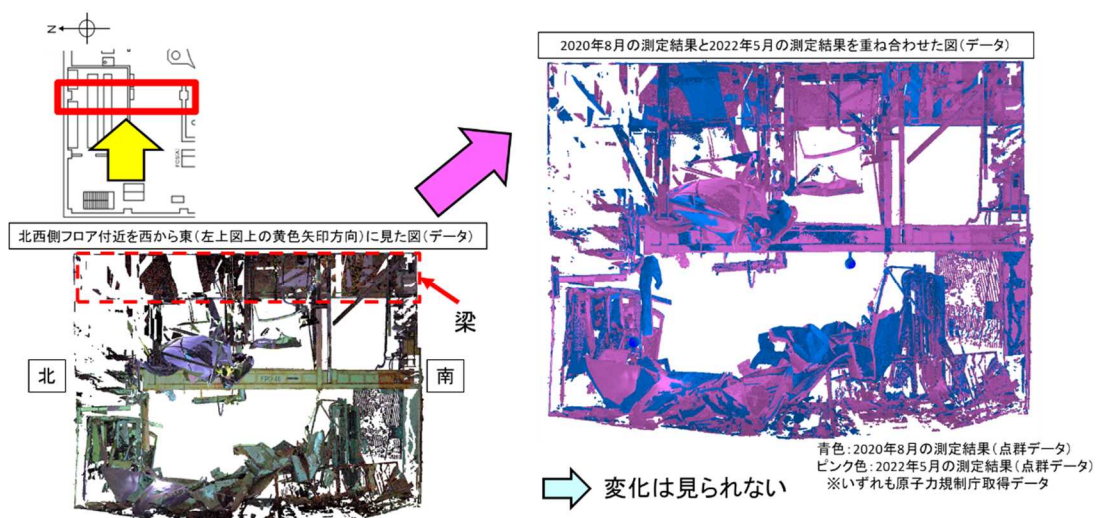 N
2020年8月の測定結果と2022年5月の測定結果を重ね合わせた図(データ)
北西側フロア付近を西から東(左上図上の黄色矢印方向)に見た図(データ)
梁
北
南
青色:2020年8月の測定結果(点群データ)
ピンク色:2022年5月の測定結果(点群データ)
※いずれも原子力規制庁取得データ
変化は見られない